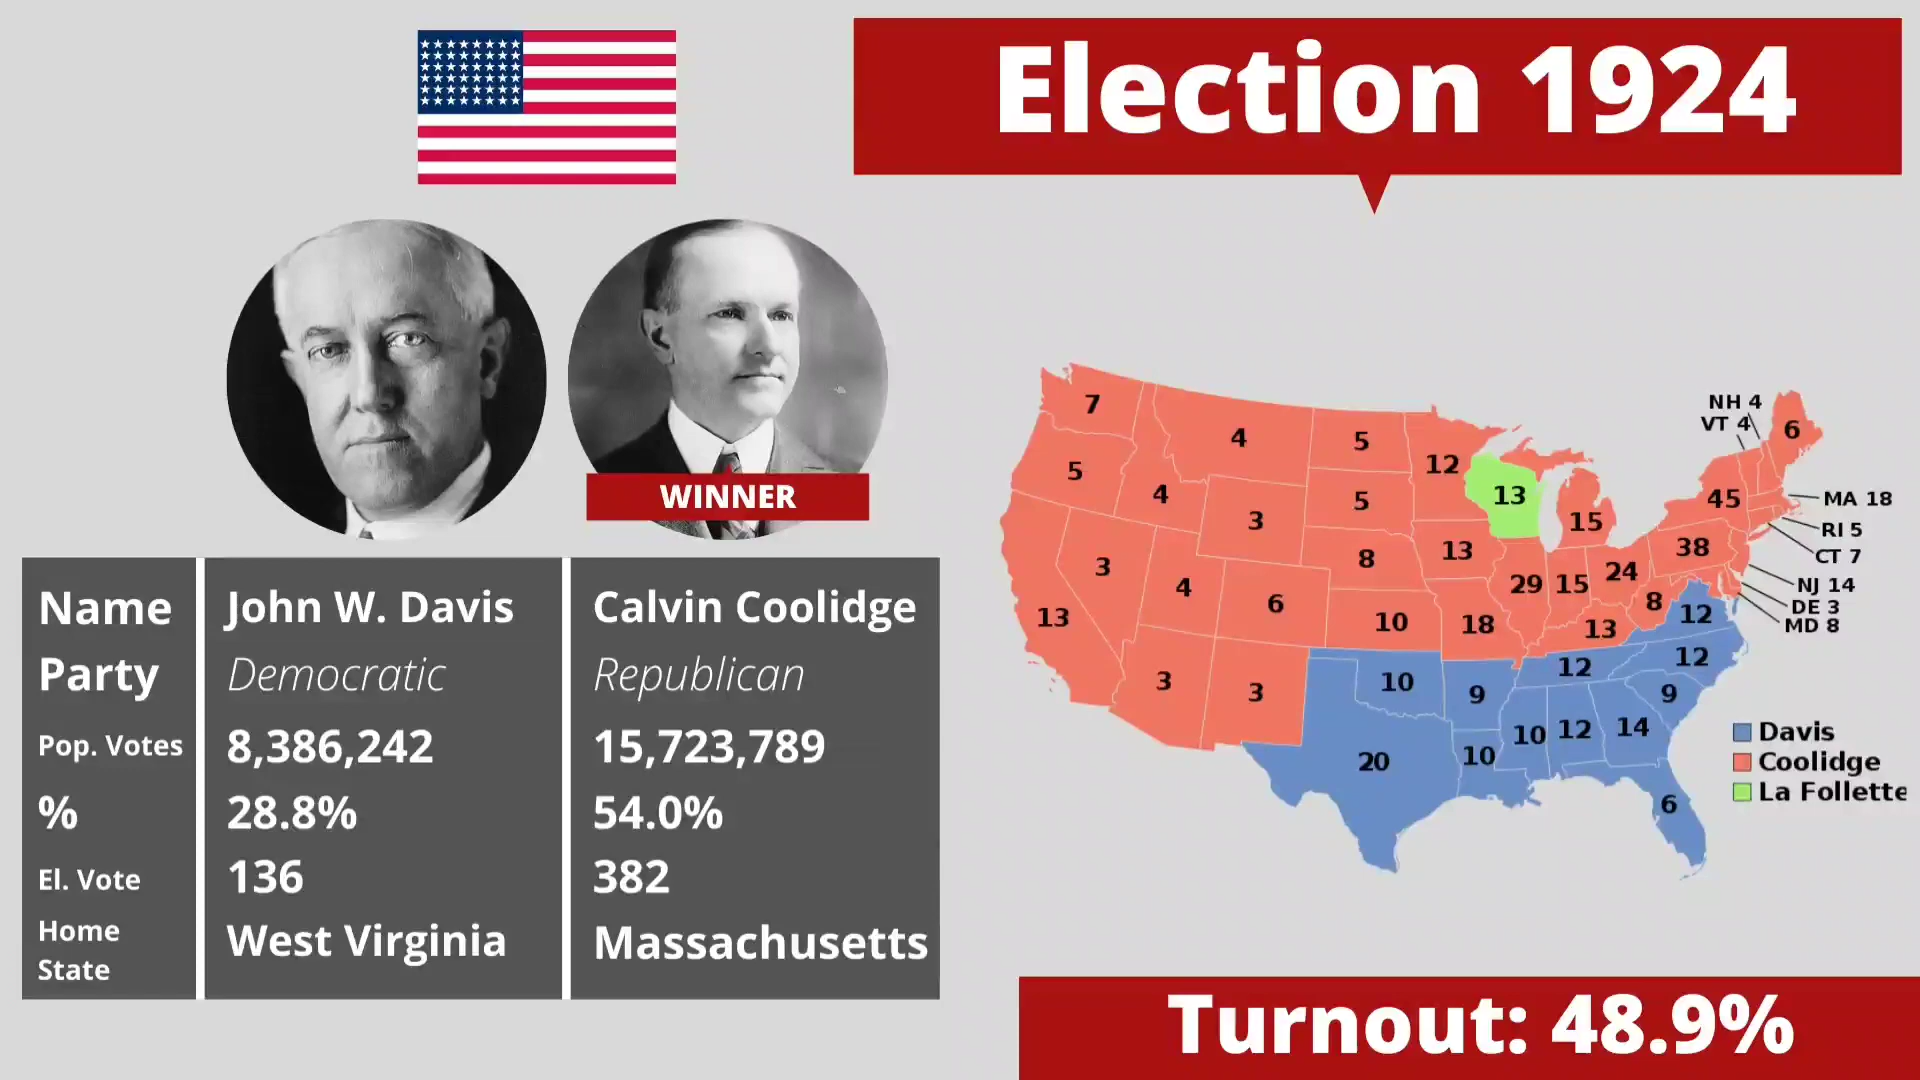 Election 1924
WINNER
Name John W. Davis Calvin Coolidge
Party Democratic Republican
Pop. Votes 8,386,242 15,723,789
% 28.8% 54.0%
El. Vote 136 382
Home State West Virginia Massachusetts
NH 4
VT 4
7
4
5
12
6
5
4
5
13
45
MA 18
3
15
RI 5
38
CT 7
3
8
13
4
29
15
24
NJ 14
6
8
12
DE 3
MD 8
13
10
18
13
12
12
3
3
10
9
9
10
12
14
20
10
6
Davis
Coolidge
La Follette
Turnout: 48.9%